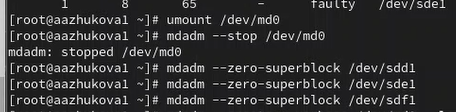 1 8 65 - faulty /dev/sde1
[root@aazhukova1 ~]# umount /dev/md0
[root@aazhukova1 ~]# mdadm --stop /dev/md0
mdadm: stopped /dev/md0
[root@aazhukova1 ~]# mdadm --zero-superblock /dev/sdd1
[root@aazhukova1 ~]# mdadm --zero-superblock /dev/sde1
[root@aazhukova1 ~]# mdadm --zero-superblock /dev/sdf1